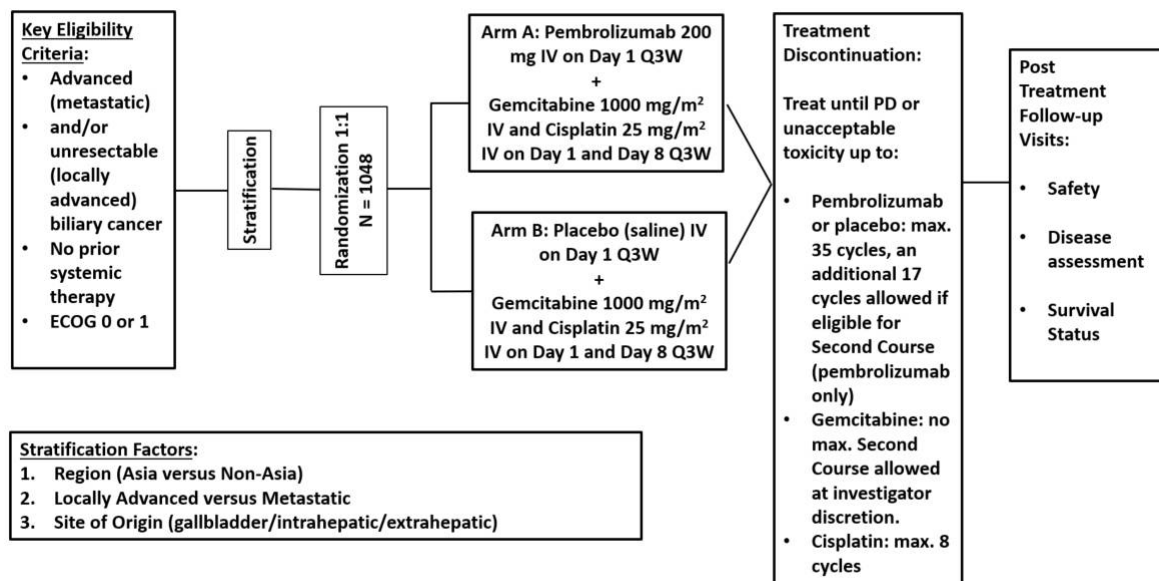 Key Eligibility
Criteria:
• Advanced
(metastatic)
• and/or
unresectable
(locally
advanced)
biliary cancer
• No prior
systemic
therapy
• ECOG 0 or 1
Stratification
Randomization 1:1
N = 1048
Arm A: Pembrolizumab 200
mg IV on Day 1 Q3W
+
Gemcitabine 1000 mg/m²
IV and Cisplatin 25 mg/m²
IV on Day 1 and Day 8 Q3W
Arm B: Placebo (saline) IV
on Day 1 Q3W
+
Gemcitabine 1000 mg/m²
IV and Cisplatin 25 mg/m²
IV on Day 1 and Day 8 Q3W
Treatment
Discontinuation:
Treat until PD or
unacceptable
toxicity up to:
• Pembrolizumab
or placebo: max.
35 cycles, an
additional 17
cycles allowed if
eligible for
Second Course
(pembrolizumab
only)
• Gemcitabine: no
max. Second
Course allowed
at investigator
discretion.
• Cisplatin: max. 8
cycles
Post
Treatment
Follow-up
Visits:
• Safety
• Disease
assessment
• Survival
Status
Stratification Factors:
1. Region (Asia versus Non-Asia)
2. Locally Advanced versus Metastatic
3. Site of Origin (gallbladder/intrahepatic/extrahepatic)